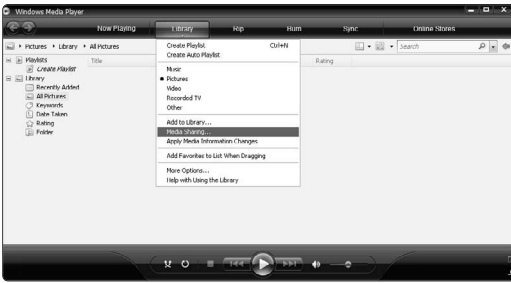 Windows Media Player
Now Playing Library Rip Burn Sync Online Stores
Pictures Library All Pictures Search
Playlists
Create Playlist
Library
Recently Added
All Pictures
Keywords
Date Taken
Rating
Folder
Title
Rating
Create Playlist Ctrl+N
Create Auto Playlist
Music
Pictures
Video
Recorded TV
Other
Add to Library...
Media Sharing...
Apply Media Information Changes
Add Favorites to List When Dragging
More Options...
Help with Using the Library